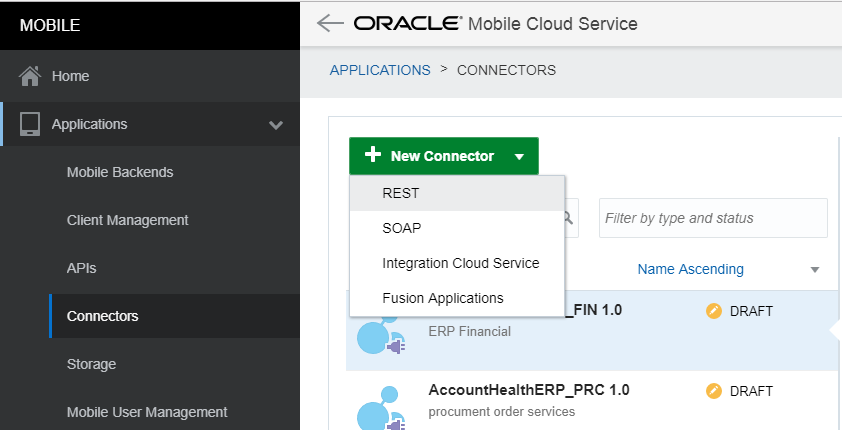 MOBILE
Home
Applications
Mobile Backends
Client Management
APIs
Connectors
Storage
Mobile User Management
ORACLE® Mobile Cloud Service
APPLICATIONS > CONNECTORS
New Connector
REST
SOAP
Integration Cloud Service
Fusion Applications
Filter by type and status
Name Ascending
_FIN 1.0 DRAFT
ERP Financial
AccountHealthERP_PRC 1.0 DRAFT
procument order services